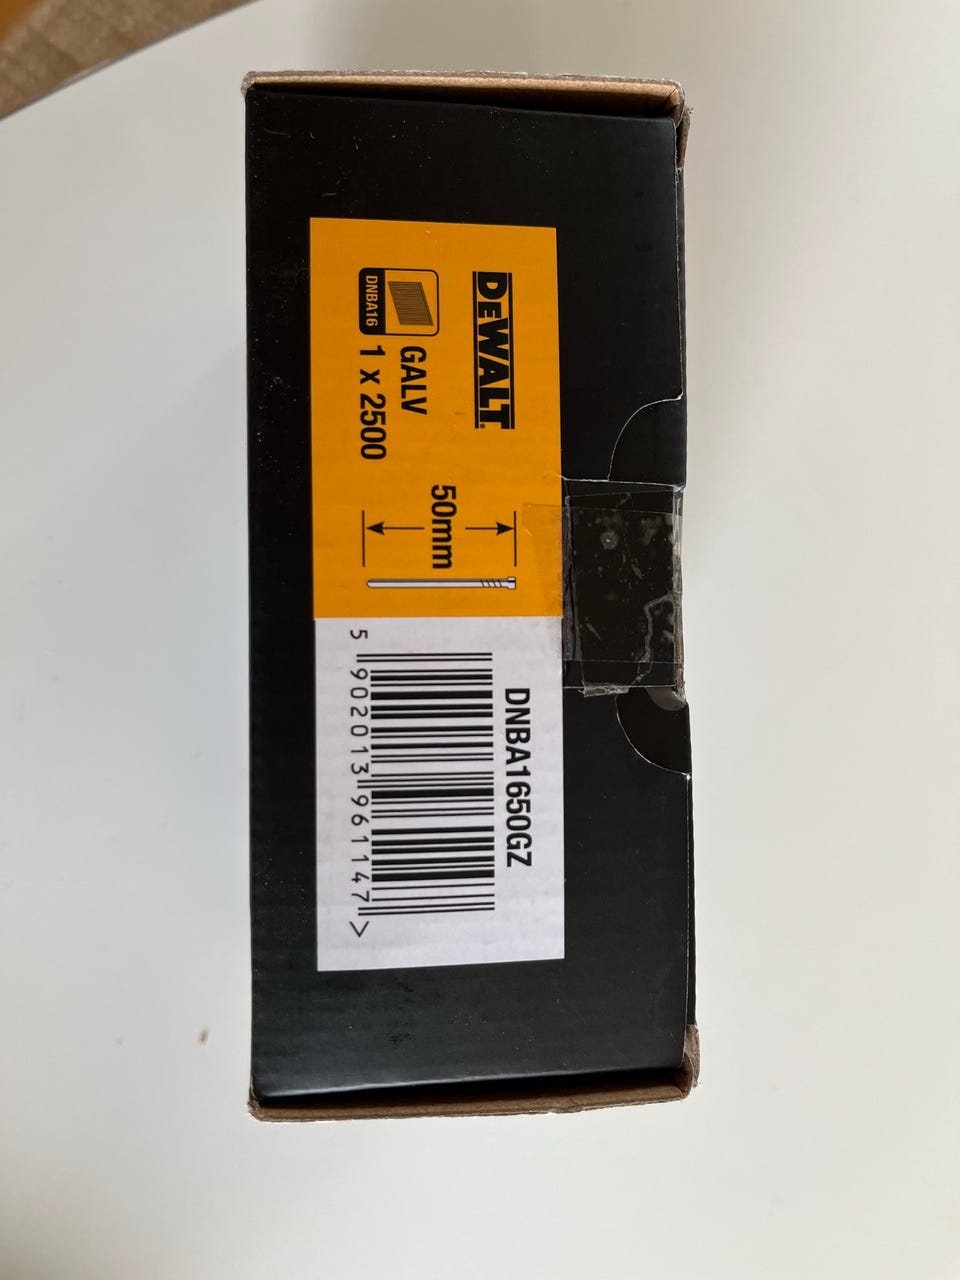 DEWALT
DNBA16
GALV
1 x 2500
50mm
DNBA1650GZ
5 902013 961147 >